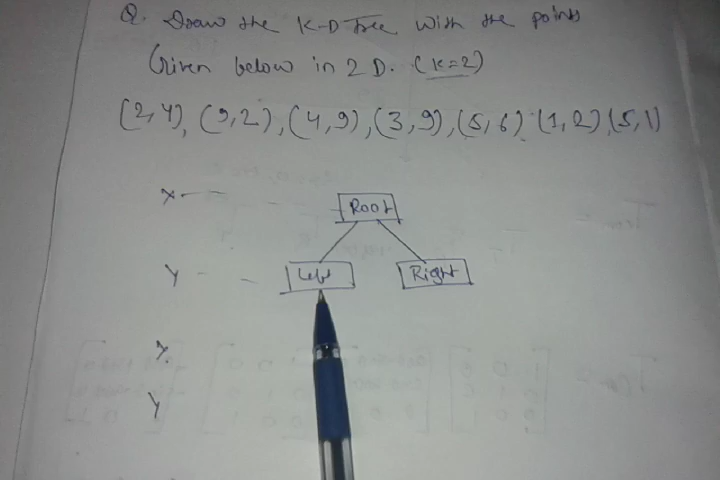 Q. Draw the K-D Tree with the points
Given below in 2 D. (K=2)
(2,4), (9,2), (4,9), (3,9), (5,6) (1,2), (5,1)
X Root
Y Left Right
X
Y